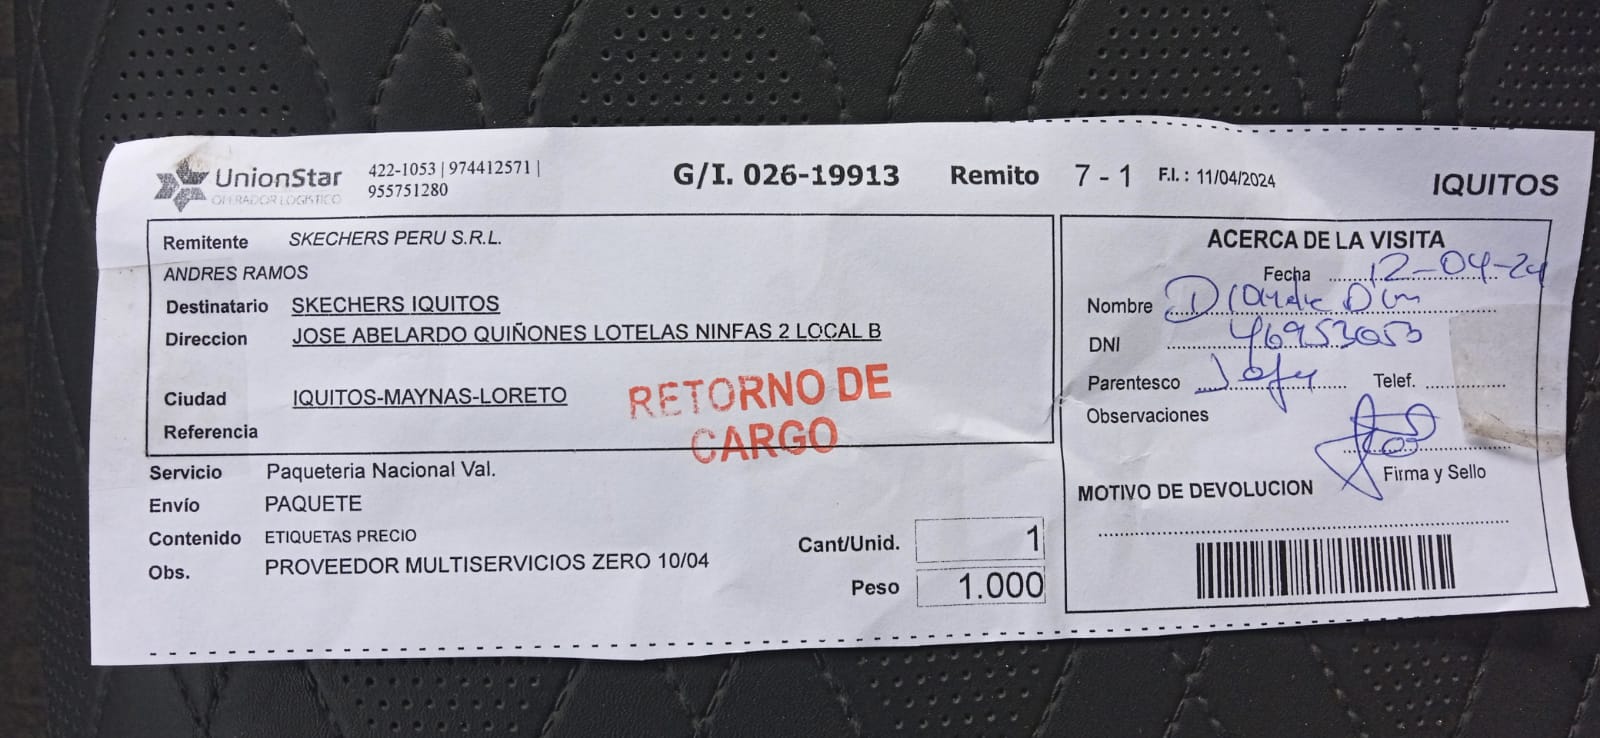 UnionStar
OPERADOR LOGISTICO
422-1053 | 974412571 |
955751280
G/I. 026-19913 Remito 7 - 1 F.I. : 11/04/2024 IQUITOS
Remitente SKECHERS PERU S.R.L.
ANDRES RAMOS
Destinatario SKECHERS IQUITOS
Direccion JOSE ABELARDO QUIÑONES LOTELAS NINFAS 2 LOCAL B
Ciudad IQUITOS-MAYNAS-LORETO
Referencia
RETORNO DE
CARGO
Servicio Paqueteria Nacional Val.
Envío PAQUETE
Contenido ETIQUETAS PRECIO
Obs. PROVEEDOR MULTISERVICIOS ZERO 10/04
Cant/Unid. 1
Peso 1.000
ACERCA DE LA VISITA
Fecha 12-04-24
Nombre
DNI 46953053
Parentesco Telef.
Observaciones
Firma y Sello
MOTIVO DE DEVOLUCION